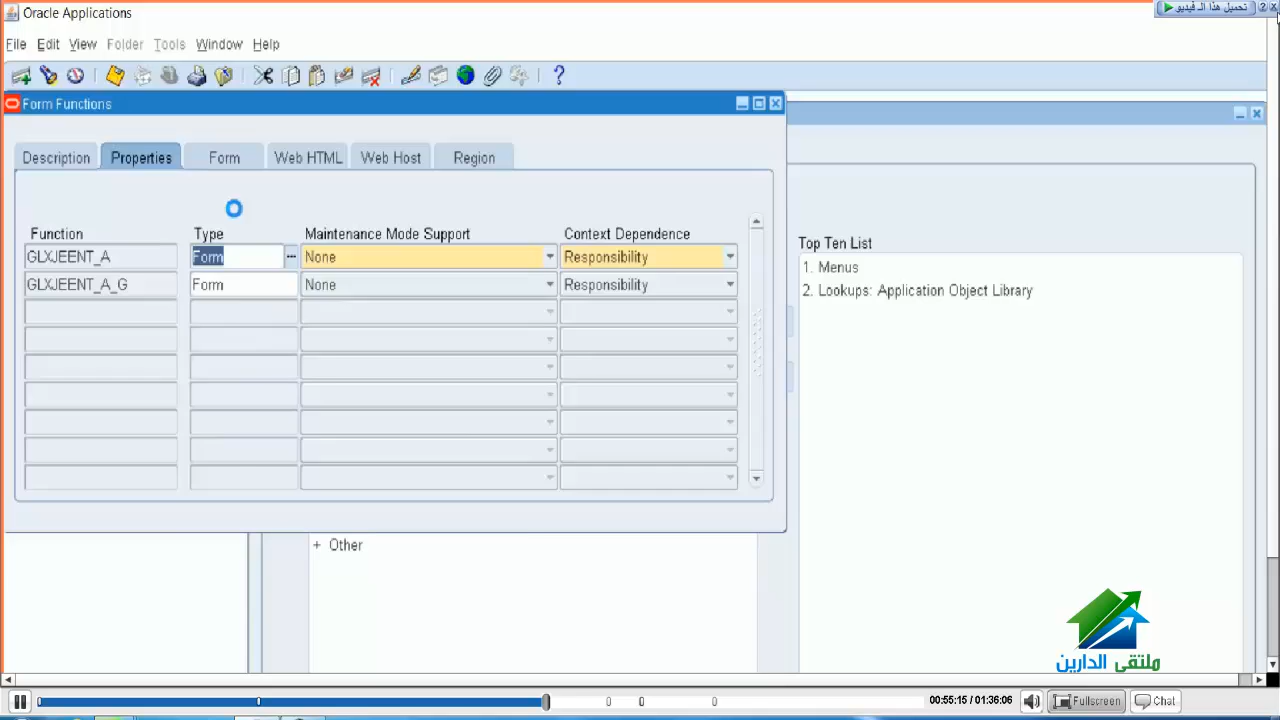 Oracle Applications
تحميل هذا الـ فيديو
File Edit View Folder Tools Window Help
Form Functions
Description Properties Form Web HTML Web Host Region
Function Type Maintenance Mode Support Context Dependence
GLXJEENT_A Form None Responsibility
GLXJEENT_A_G Form None Responsibility
Top Ten List
1. Menus
2. Lookups: Application Object Library
+ Other
ملتقى الدارين
00:55:15 / 01:36:06 Fullscreen Chat